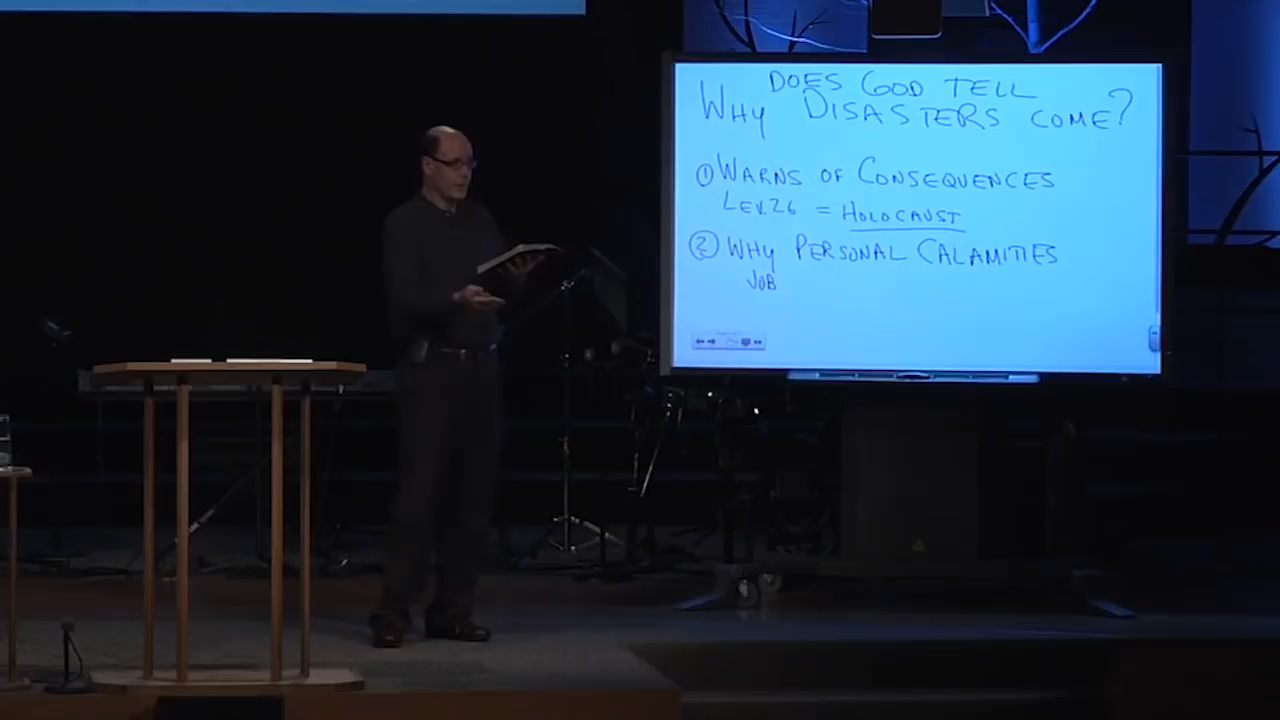 DOES GOD TELL
WHY DISASTERS COME?
① WARNS OF CONSEQUENCES
LEV. 26 = HOLOCAUST
② WHY PERSONAL CALAMITIES
JOB